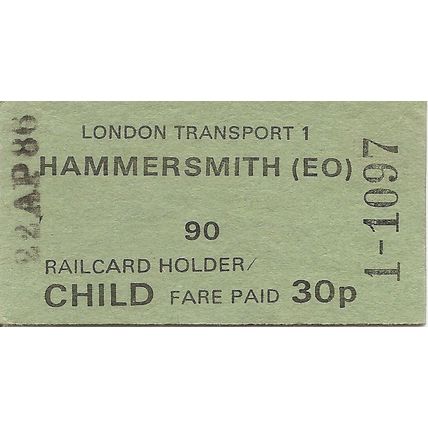 LONDON TRANSPORT 1
HAMMERSMITH (EO)
90
RAILCARD HOLDER/
CHILD FARE PAID 30p
22 AP 86
1-1097